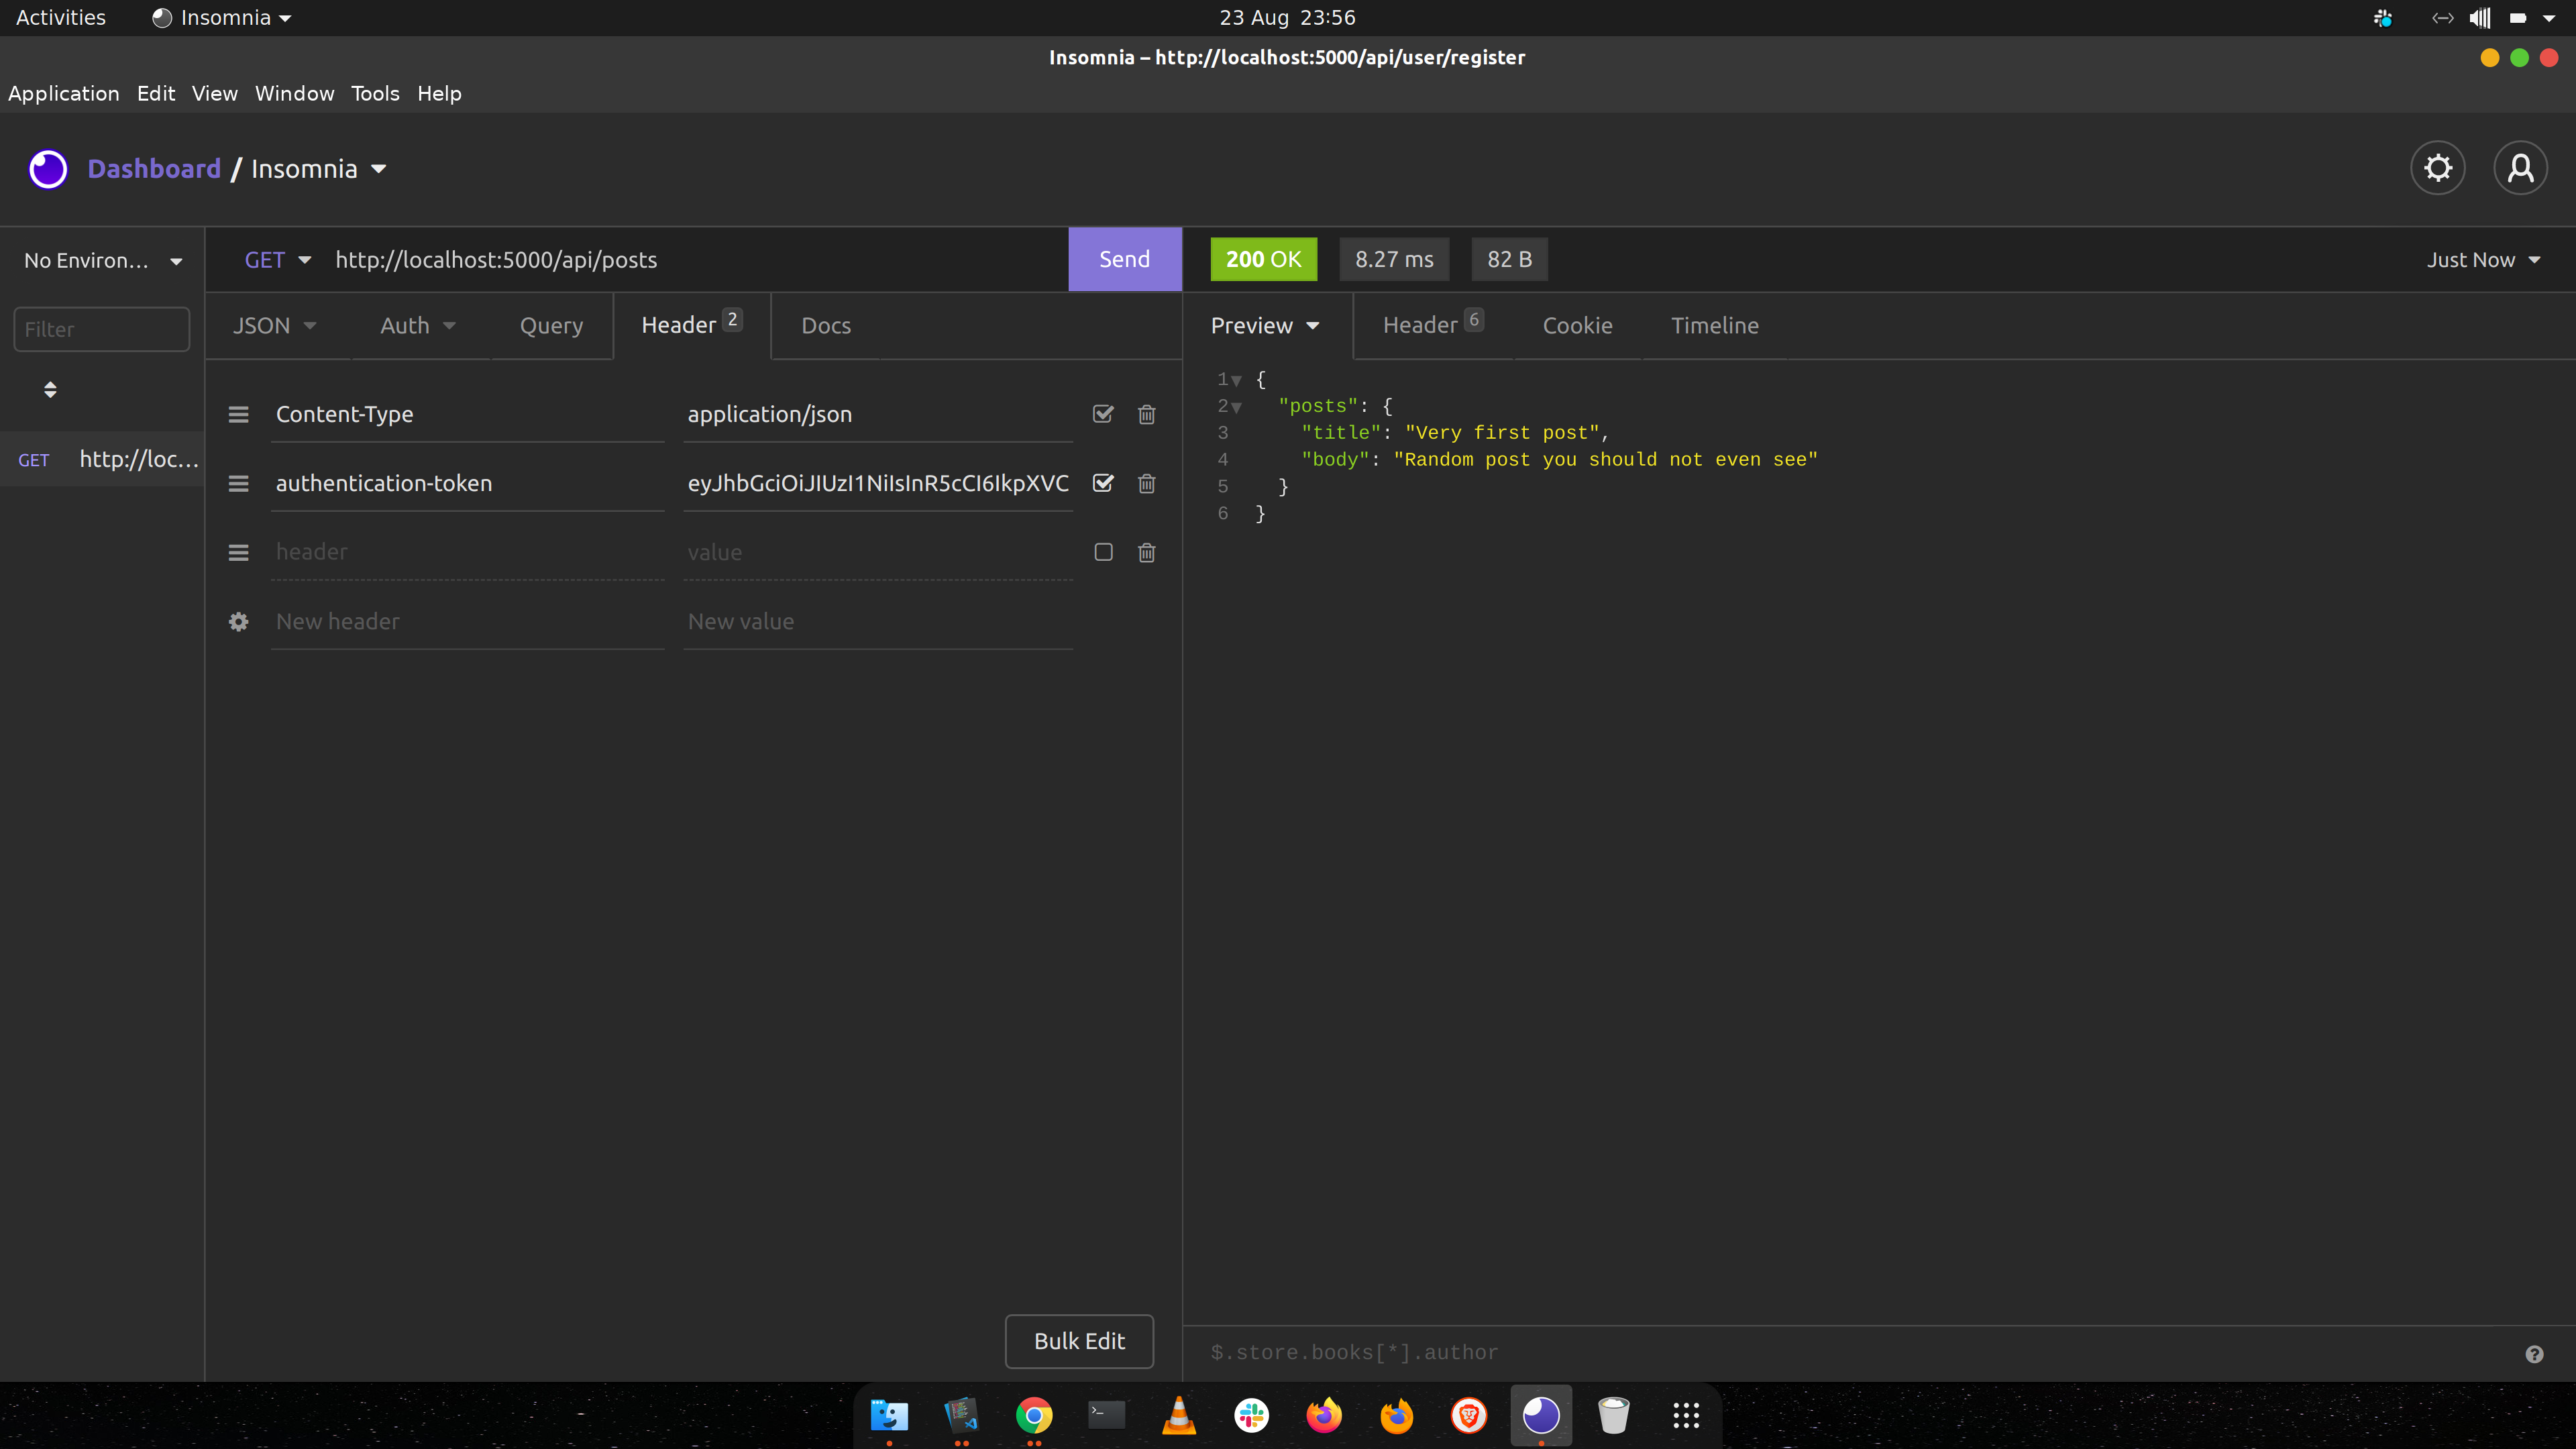 Activities Insomnia 23 Aug 23:56
Insomnia – http://localhost:5000/api/user/register
Application Edit View Window Tools Help
Dashboard / Insomnia
No Environ… GET http://localhost:5000/api/posts Send 200 OK 8.27 ms 82 B Just Now
Filter JSON Auth Query Header 2 Docs Preview Header 6 Cookie Timeline
GET http://loc…
Content-Type application/json
authentication-token eyJhbGciOiJIUzI1NiIsInR5cCI6IkpXVC
header value
New header New value
Bulk Edit
1 {
2 "posts": {
3 "title": "Very first post",
4 "body": "Random post you should not even see"
5 }
6 }
$.store.books[*].author